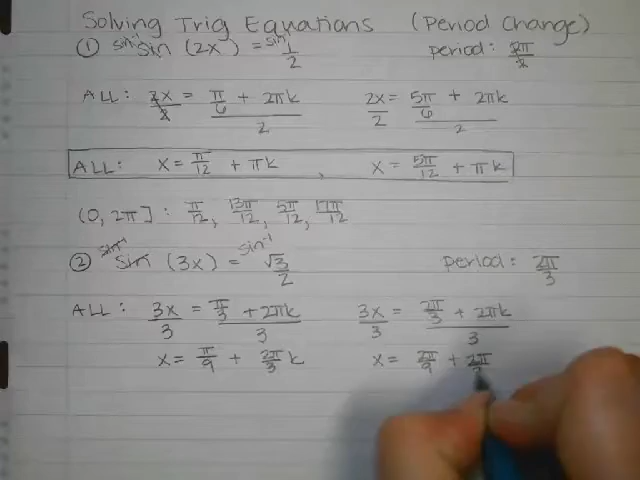 Solving Trig Equations (Period Change)
① sin⁻¹ sin (2x) = sin⁻¹ 1/2 period: 2π/2
ALL: 2x/2 = (π/6 + 2πk)/2 2x/2 = (5π/6 + 2πk)/2
ALL: x = π/12 + πk , x = 5π/12 + πk
(0, 2π] : π/12, 13π/12, 5π/12, 17π/12
② sin⁻¹ sin (3x) = sin⁻¹ √3/2 period: 2π/3
ALL: 3x/3 = (π/3 + 2πk)/3 3x/3 = (2π/3 + 2πk)/3
x = π/9 + 2π/3 k x = 2π/9 + 2π/3